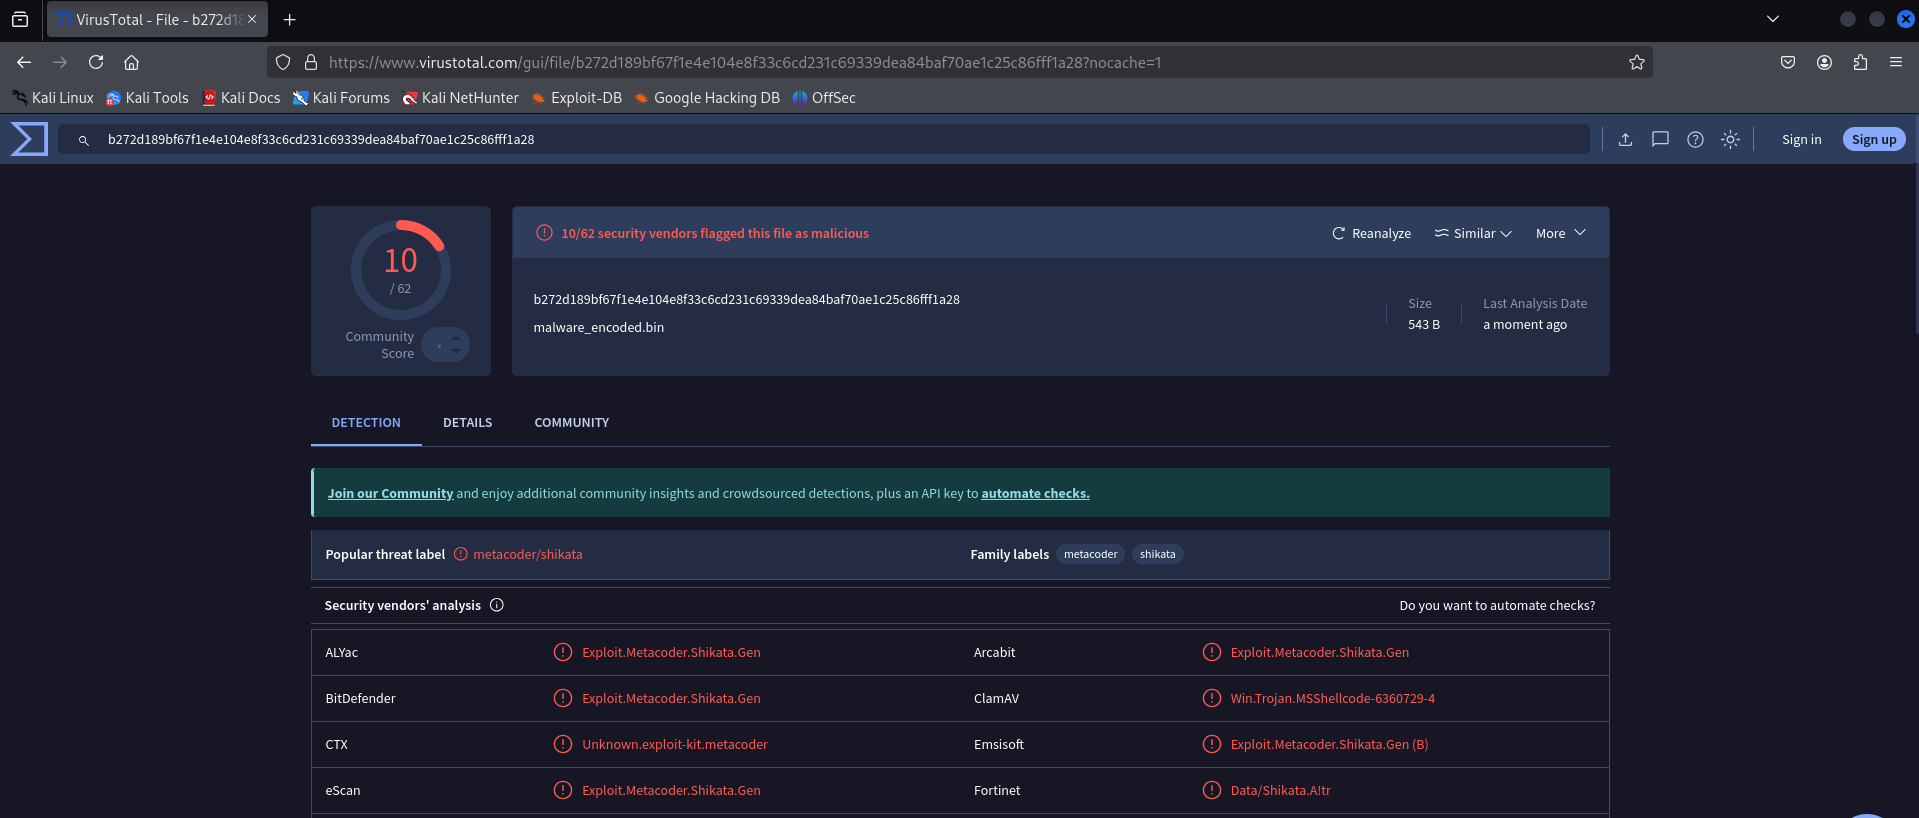 VirusTotal - File - b272d18
https://www.virustotal.com/gui/file/b272d189bf67f1e4e104e8f33c6cd231c69339dea84baf70ae1c25c86fff1a28?nocache=1
Kali Linux Kali Tools Kali Docs Kali Forums Kali NetHunter Exploit-DB Google Hacking DB OffSec
b272d189bf67f1e4e104e8f33c6cd231c69339dea84baf70ae1c25c86fff1a28 Sign in Sign up
10
/ 62
Community
Score
10/62 security vendors flagged this file as malicious Reanalyze Similar More
b272d189bf67f1e4e104e8f33c6cd231c69339dea84baf70ae1c25c86fff1a28
malware_encoded.bin
Size
543 B
Last Analysis Date
a moment ago
DETECTION DETAILS COMMUNITY
Join our Community and enjoy additional community insights and crowdsourced detections, plus an API key to automate checks.
Popular threat label metacoder/shikata Family labels metacoder shikata
Security vendors' analysis Do you want to automate checks?
ALYac Exploit.Metacoder.Shikata.Gen Arcabit Exploit.Metacoder.Shikata.Gen
BitDefender Exploit.Metacoder.Shikata.Gen ClamAV Win.Trojan.MSShellcode-6360729-4
CTX Unknown.exploit-kit.metacoder Emsisoft Exploit.Metacoder.Shikata.Gen (B)
eScan Exploit.Metacoder.Shikata.Gen Fortinet Data/Shikata.A!tr